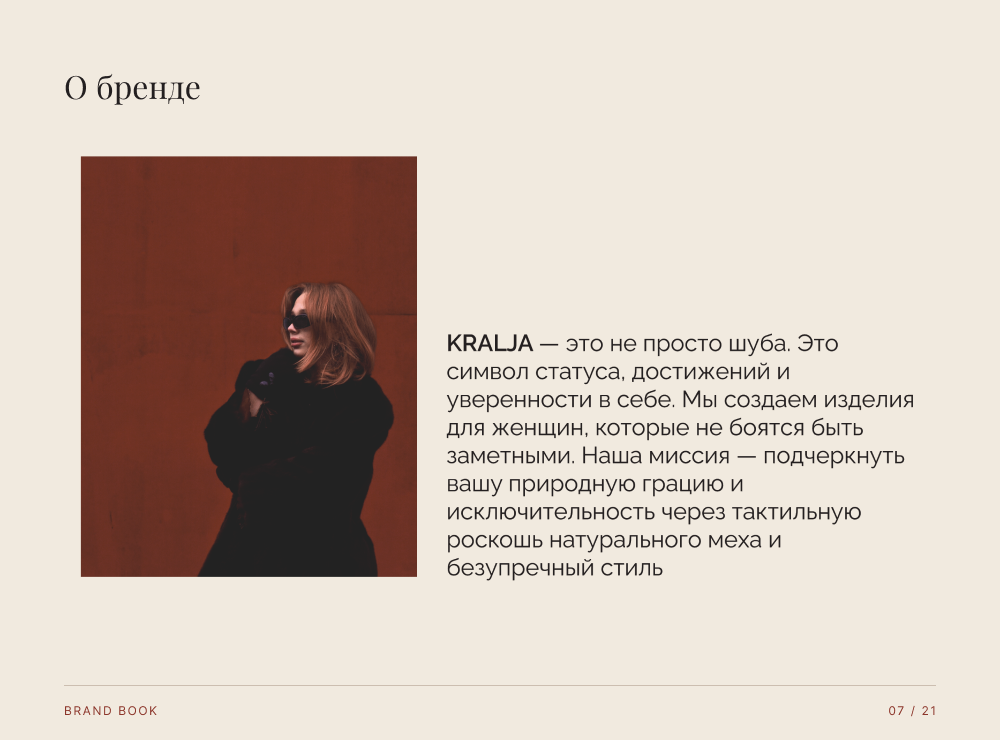 О бренде
KRALJA — это не просто шуба. Это
символ статуса, достижений и
уверенности в себе. Мы создаем изделия
для женщин, которые не боятся быть
заметными. Наша миссия — подчеркнуть
вашу природную грацию и
исключительность через тактильную
роскошь натурального меха и
безупречный стиль
BRAND BOOK
07 / 21